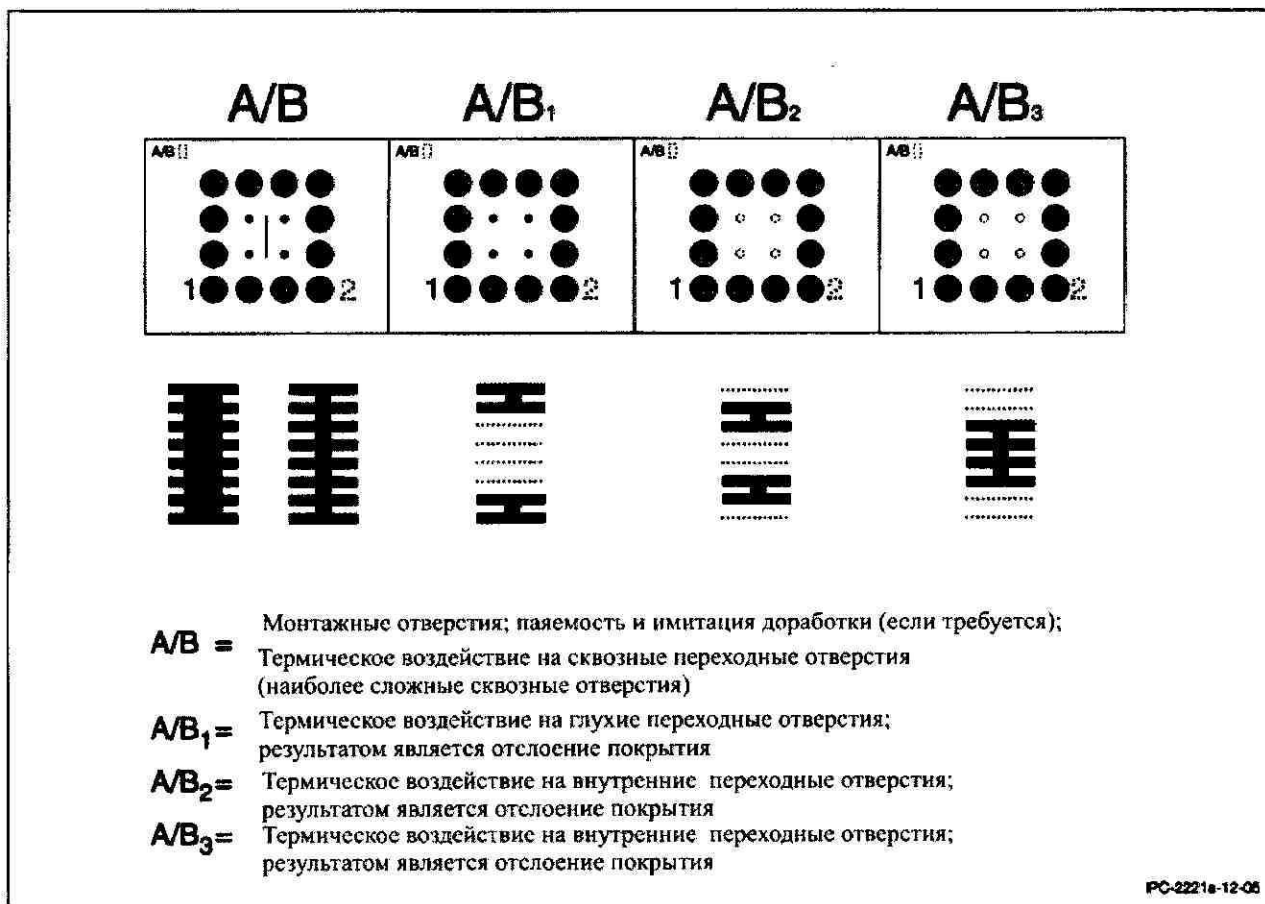 A/B A/B₁ A/B₂ A/B₃
A/B A/B A/B A/B
1 2 1 2 1 2 1 2
A/B = Монтажные отверстия; паяемость и имитация доработки (если требуется);
Термическое воздействие на сквозные переходные отверстия
(наиболее сложные сквозные отверстия)
A/B₁= Термическое воздействие на глухие переходные отверстия;
результатом является отслоение покрытия
A/B₂= Термическое воздействие на внутренние переходные отверстия;
результатом является отслоение покрытия
A/B₃= Термическое воздействие на внутренние переходные отверстия;
результатом является отслоение покрытия
IPC-2221a-12-05